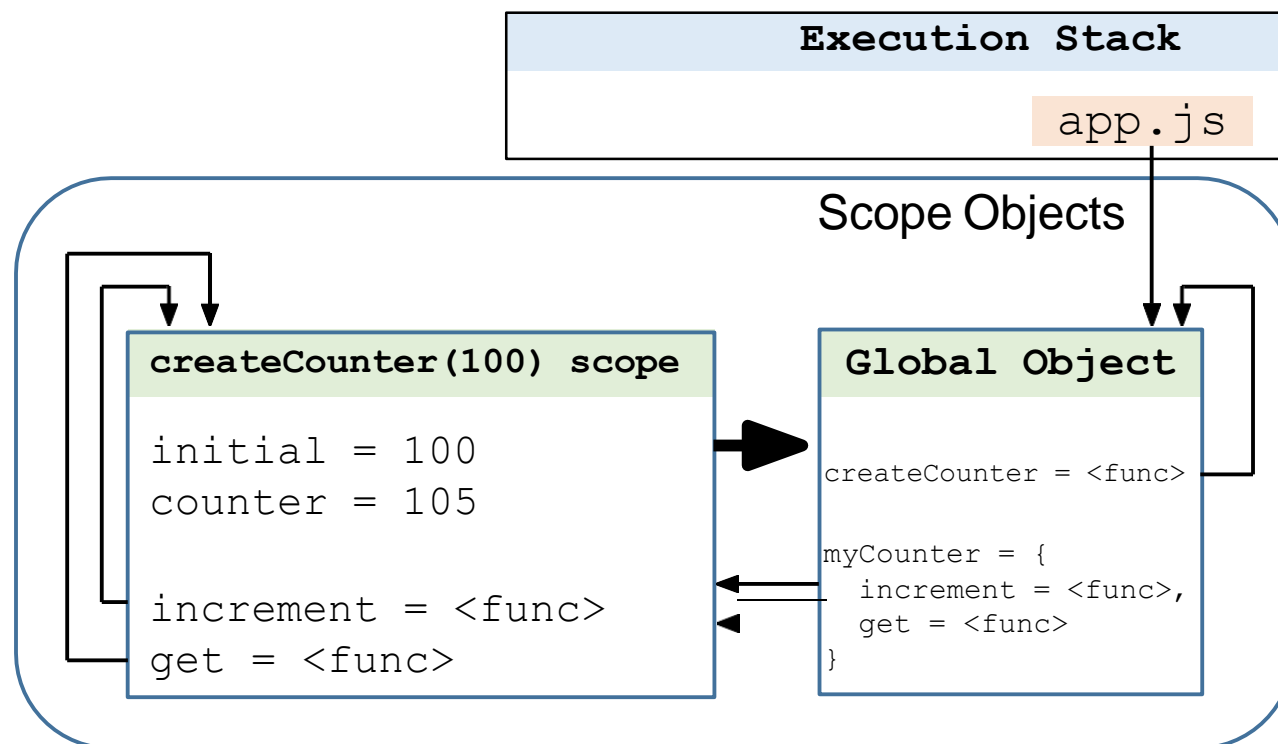 Execution Stack
app.js
Scope Objects
createCounter(100) scope
initial = 100
counter = 105
increment = <func>
get = <func>
Global Object
createCounter = <func>
myCounter = {
increment = <func>,
get = <func>
}